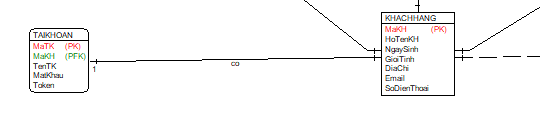 TAIKHOAN
MaTK (PK)
MaKH (PFK)
TenTK
MatKhau
Token
1
co
KHACHHANG
MaKH (PK)
HoTenKH
NgaySinh
GioiTinh
DiaChi
Email
SoDienThoai